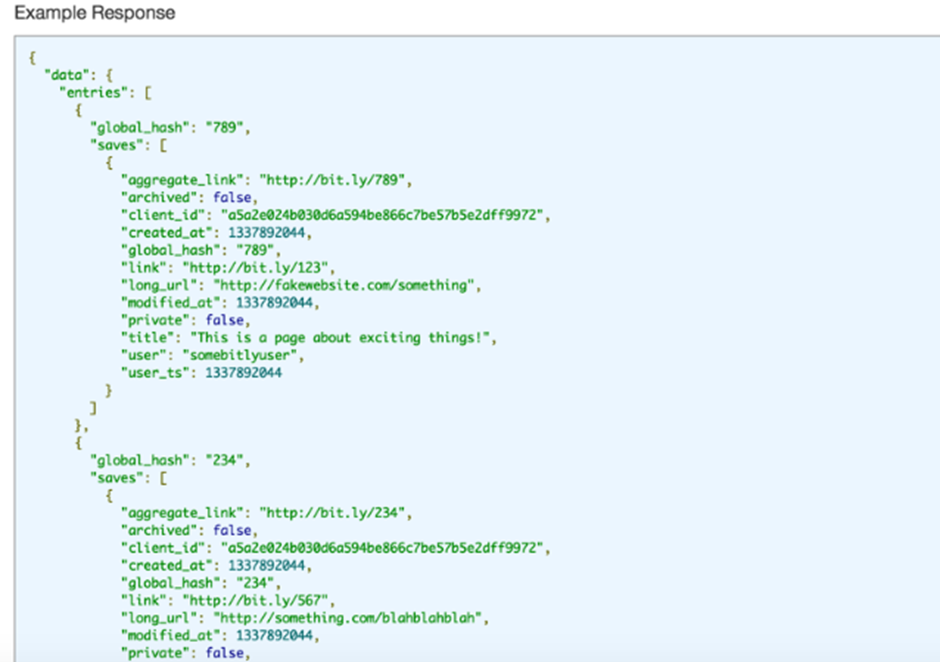 Example Response
{
"data": {
"entries": [
{
"global_hash": "789",
"saves": [
{
"aggregate_link": "http://bit.ly/789",
"archived": false,
"client_id": "a5a2e024b030d6a594be866c7be57b5e2dff9972",
"created_at": 1337892044,
"global_hash": "789",
"link": "http://bit.ly/123",
"long_url": "http://fakewebsite.com/something",
"modified_at": 1337892044,
"private": false,
"title": "This is a page about exciting things!",
"user": "somebitlyuser",
"user_ts": 1337892044
}
]
},
{
"global_hash": "234",
"saves": [
{
"aggregate_link": "http://bit.ly/234",
"archived": false,
"client_id": "a5a2e024b030d6a594be866c7be57b5e2dff9972",
"created_at": 1337892044,
"global_hash": "234",
"link": "http://bit.ly/567",
"long_url": "http://something.com/blahblahblah",
"modified_at": 1337892044,
"private": false,